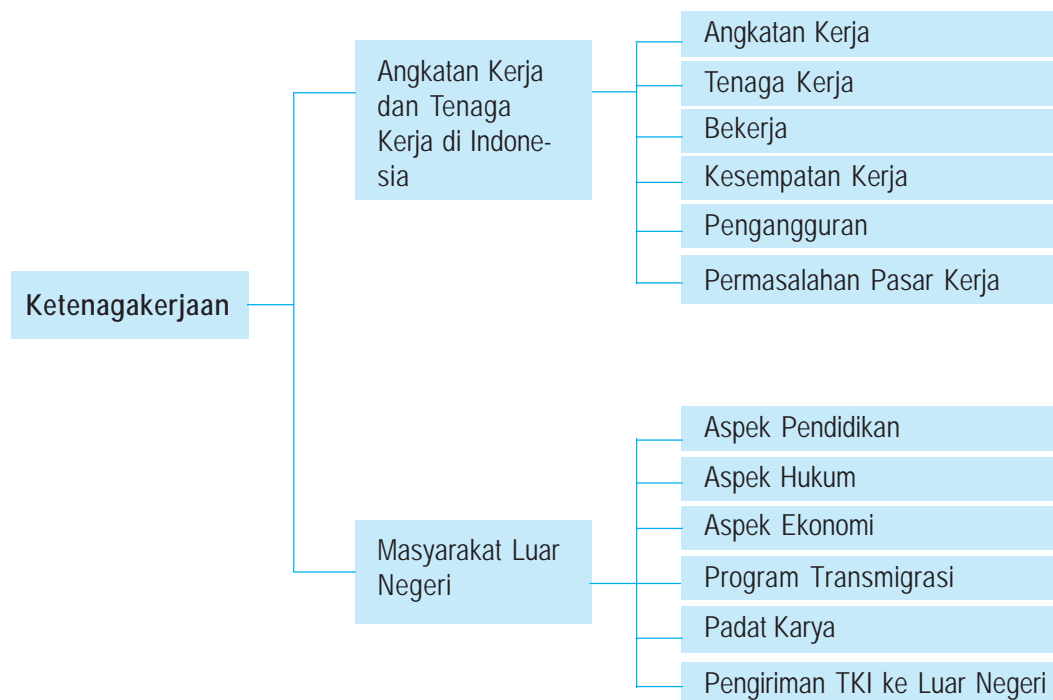 Ketenagakerjaan
Angkatan Kerja
dan Tenaga
Kerja di Indone-
sia
Angkatan Kerja
Tenaga Kerja
Bekerja
Kesempatan Kerja
Pengangguran
Permasalahan Pasar Kerja
Masyarakat Luar
Negeri
Aspek Pendidikan
Aspek Hukum
Aspek Ekonomi
Program Transmigrasi
Padat Karya
Pengiriman TKI ke Luar Negeri